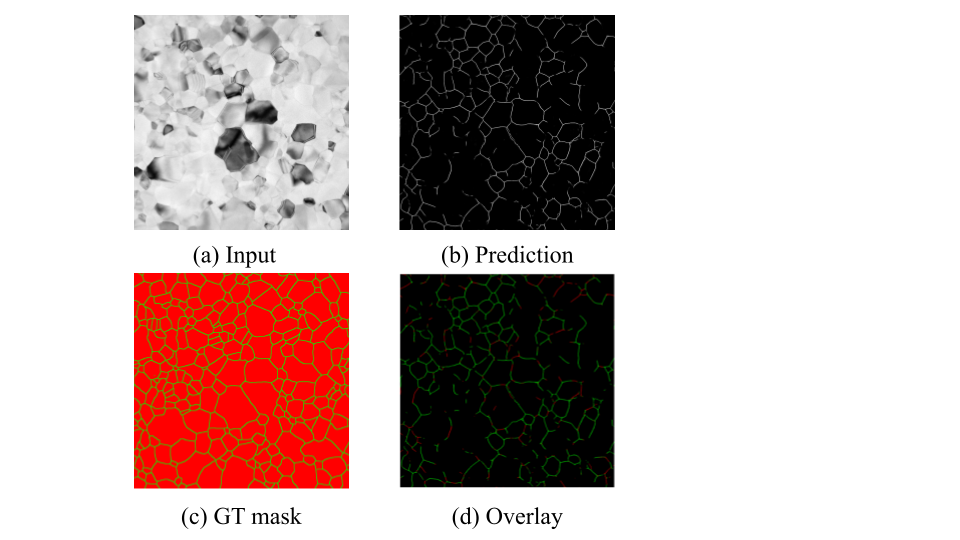 (a) Input
(b) Prediction
(c) GT mask
(d) Overlay